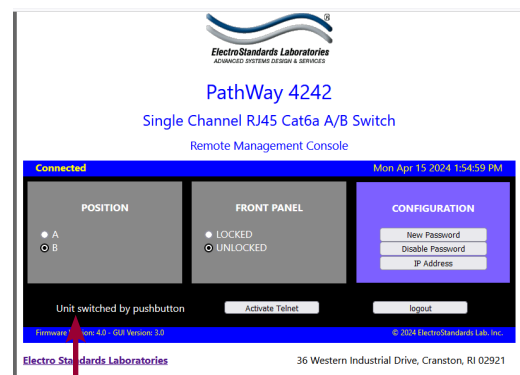 ®
ElectroStandards Laboratories
ADVANCED SYSTEMS DESIGN & SERVICES
PathWay 4242
Single Channel RJ45 Cat6a A/B Switch
Remote Management Console
Connected Mon Apr 15 2024 1:54:59 PM
POSITION
A
B
FRONT PANEL
LOCKED
UNLOCKED
CONFIGURATION
New Password
Disable Password
IP Address
Unit switched by pushbutton Activate Telnet logout
Firmware Version: 4.0 - GUI Version: 3.0 © 2024 ElectroStandards Lab. Inc.
Electro Standards Laboratories 36 Western Industrial Drive, Cranston, RI 02921